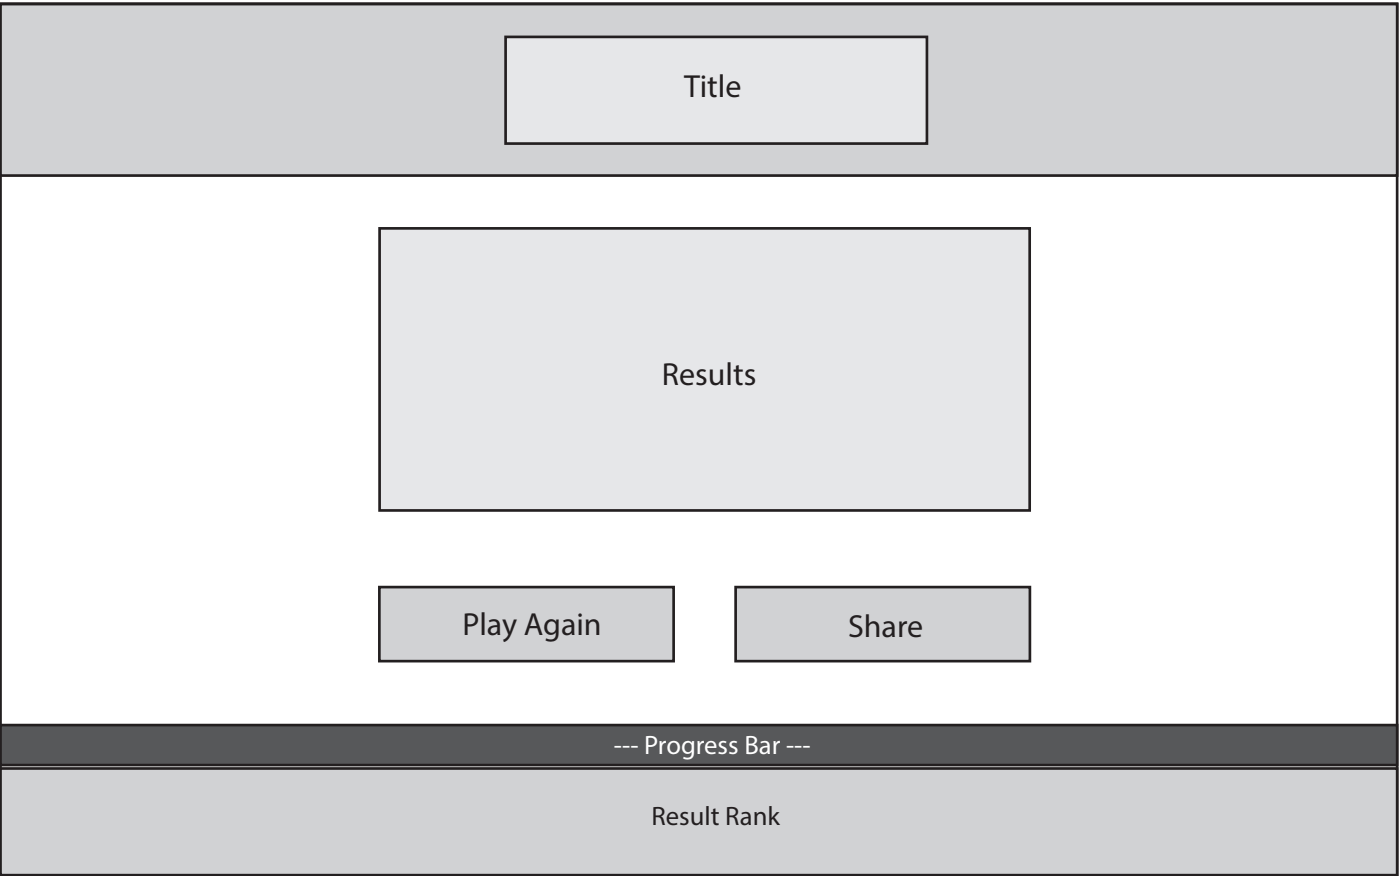 Title
Results
Play Again
Share
--- Progress Bar ---
Result Rank